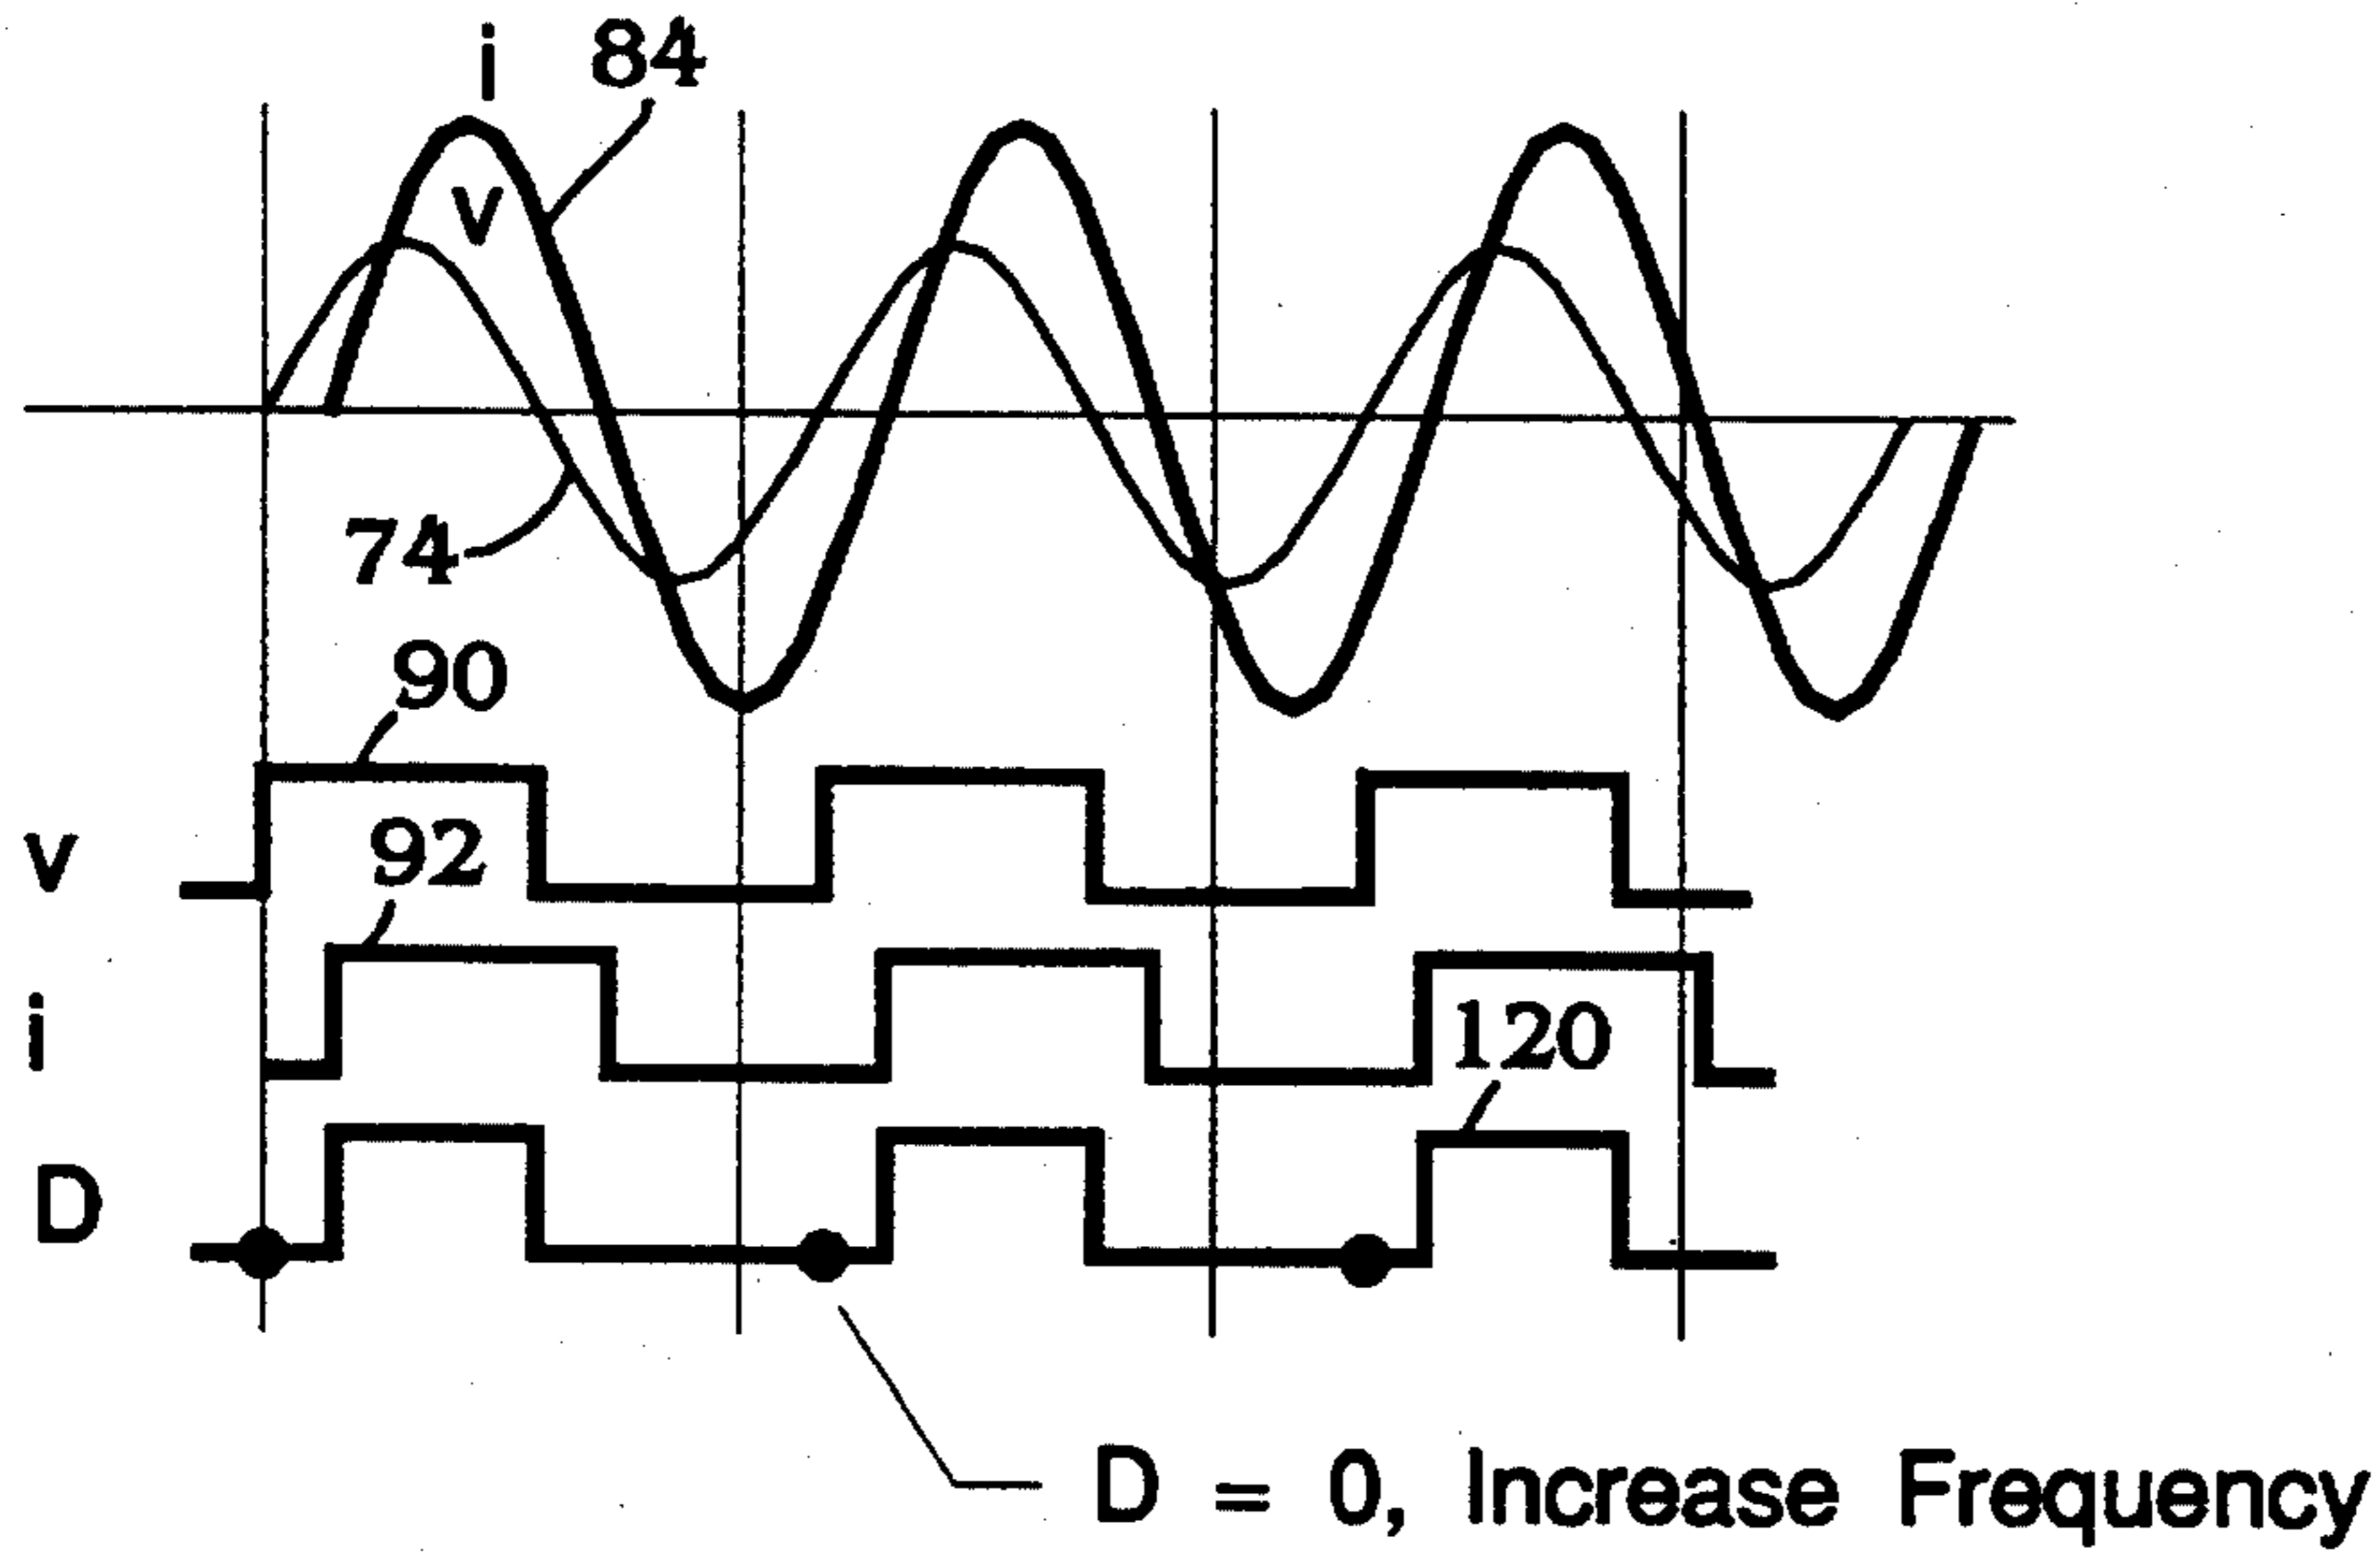 i 84
v
74
90
v 92
i
120
D
D = 0, Increase Frequency